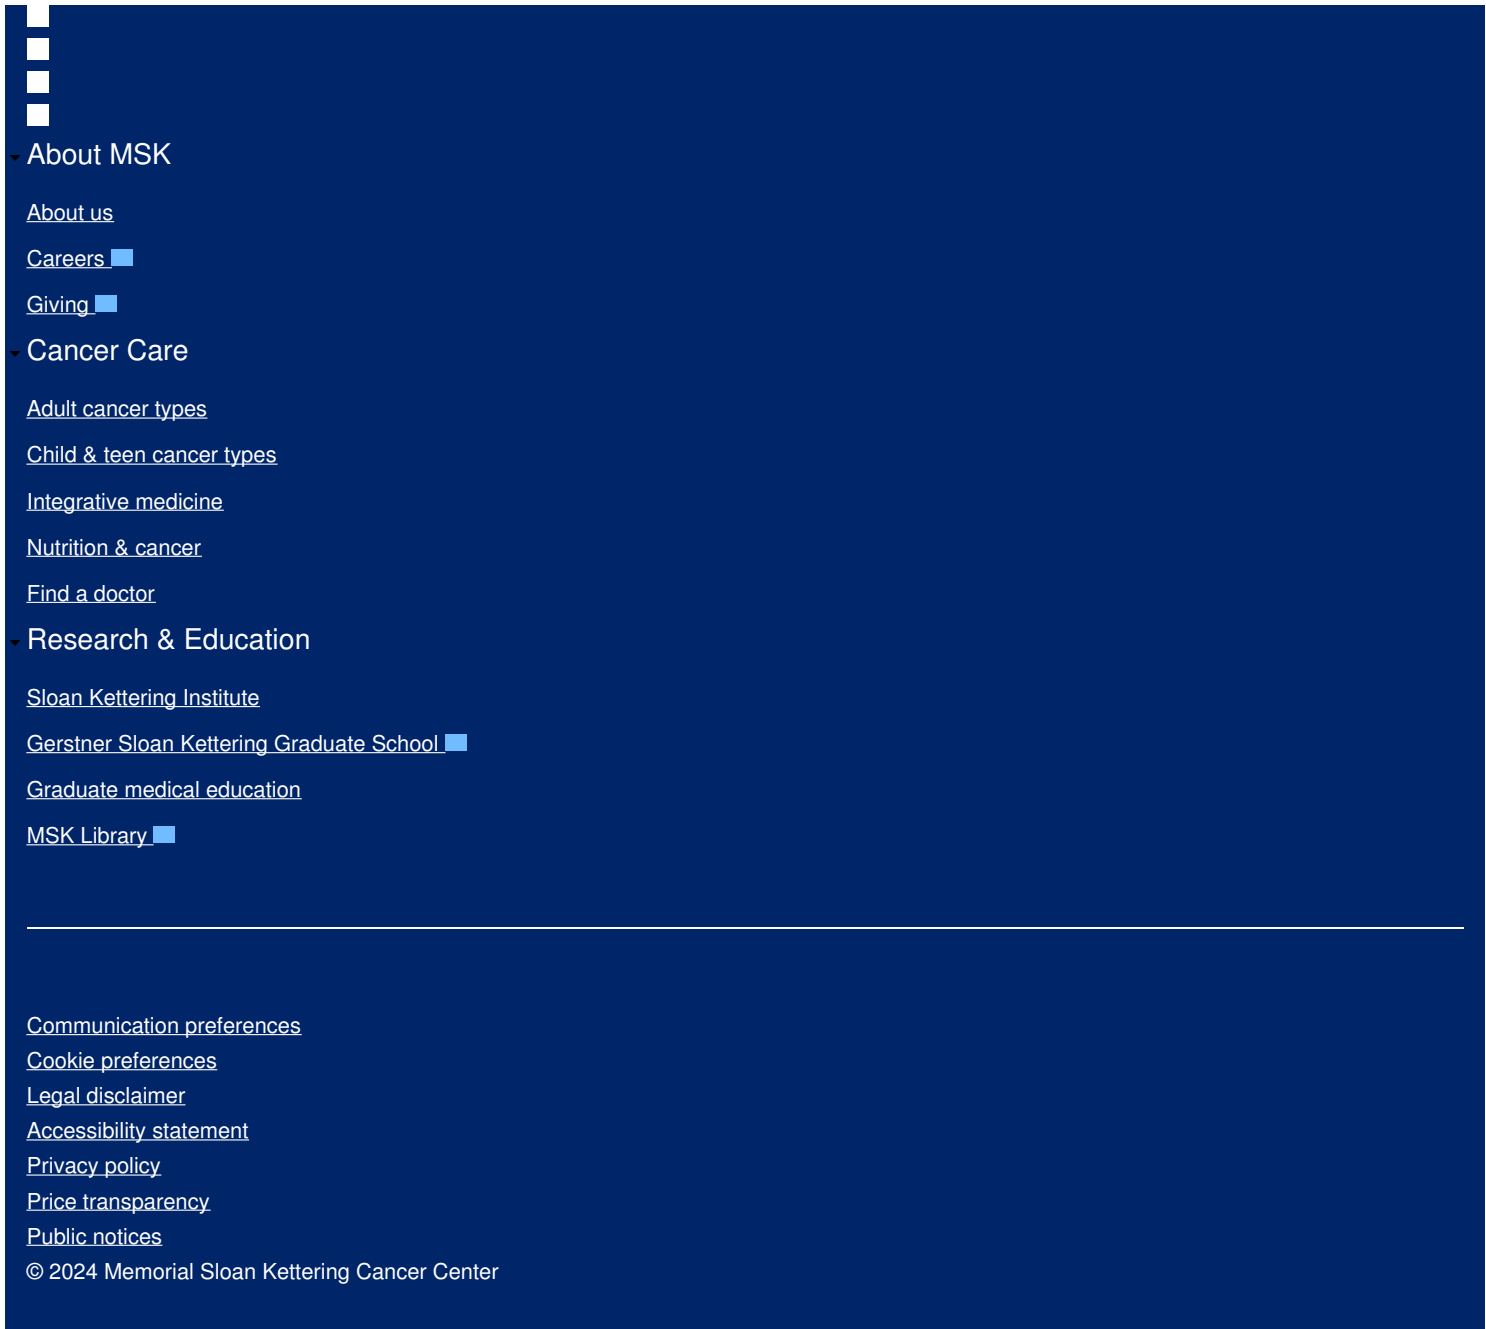 About MSK
About us
Careers
Giving
Cancer Care
Adult cancer types
Child & teen cancer types
Integrative medicine
Nutrition & cancer
Find a doctor
Research & Education
Sloan Kettering Institute
Gerstner Sloan Kettering Graduate School
Graduate medical education
MSK Library
Communication preferences
Cookie preferences
Legal disclaimer
Accessibility statement
Privacy policy
Price transparency
Public notices
© 2024 Memorial Sloan Kettering Cancer Center